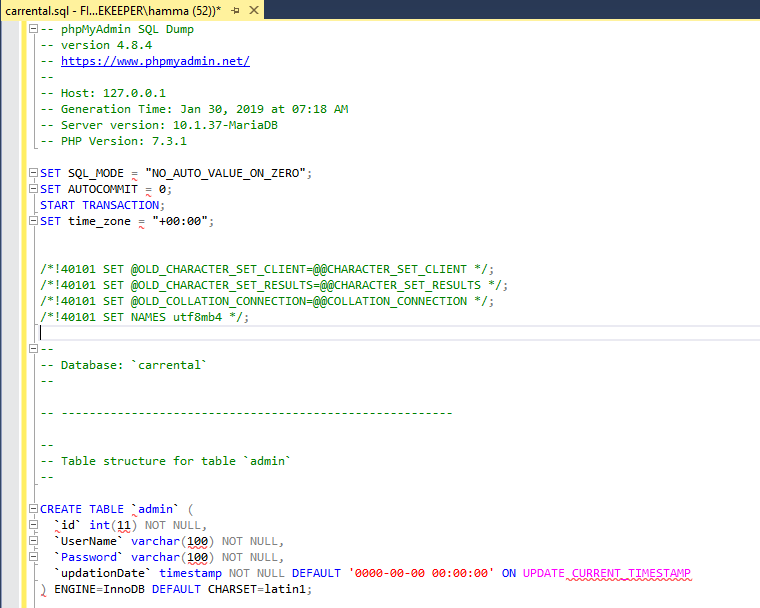 carrental.sql - FI...EKEEPER\hamma (52))*
-- phpMyAdmin SQL Dump
-- version 4.8.4
-- https://www.phpmyadmin.net/
--
-- Host: 127.0.0.1
-- Generation Time: Jan 30, 2019 at 07:18 AM
-- Server version: 10.1.37-MariaDB
-- PHP Version: 7.3.1
SET SQL_MODE = "NO_AUTO_VALUE_ON_ZERO";
SET AUTOCOMMIT = 0;
START TRANSACTION;
SET time_zone = "+00:00";
/*!40101 SET @OLD_CHARACTER_SET_CLIENT=@@CHARACTER_SET_CLIENT */;
/*!40101 SET @OLD_CHARACTER_SET_RESULTS=@@CHARACTER_SET_RESULTS */;
/*!40101 SET @OLD_COLLATION_CONNECTION=@@COLLATION_CONNECTION */;
/*!40101 SET NAMES utf8mb4 */;
--
-- Database: `carrental`
--
-- --------------------------------------------------------
--
-- Table structure for table `admin`
--
CREATE TABLE `admin` (
  `id` int(11) NOT NULL,
  `UserName` varchar(100) NOT NULL,
  `Password` varchar(100) NOT NULL,
  `updationDate` timestamp NOT NULL DEFAULT '0000-00-00 00:00:00' ON UPDATE CURRENT_TIMESTAMP
) ENGINE=InnoDB DEFAULT CHARSET=latin1;